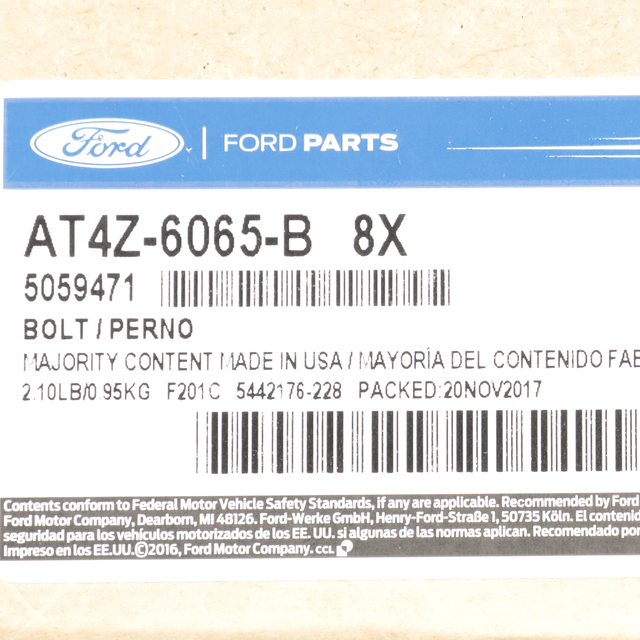 Ford | FORD PARTS
AT4Z-6065-B 8X
5059471
BOLT / PERNO
MAJORITY CONTENT MADE IN USA / MAYORÍA DEL CONTENIDO FAB
2.10LB/0.95KG F201C 5442176-228 PACKED:20NOV2017
Contents conform to Federal Motor Vehicle Safety Standards, if any are applicable. Recommended by Ford
Ford Motor Company, Dearborn, MI 48126. Ford-Werke GmbH, Henry-Ford-Straße 1, 50735 Köln. El contenid
seguridad para los vehículos motorizados de los EE. UU. si algunas de las normas aplican. Recomendado por
Impreso en los EE.UU.©2016, Ford Motor Company. CCL